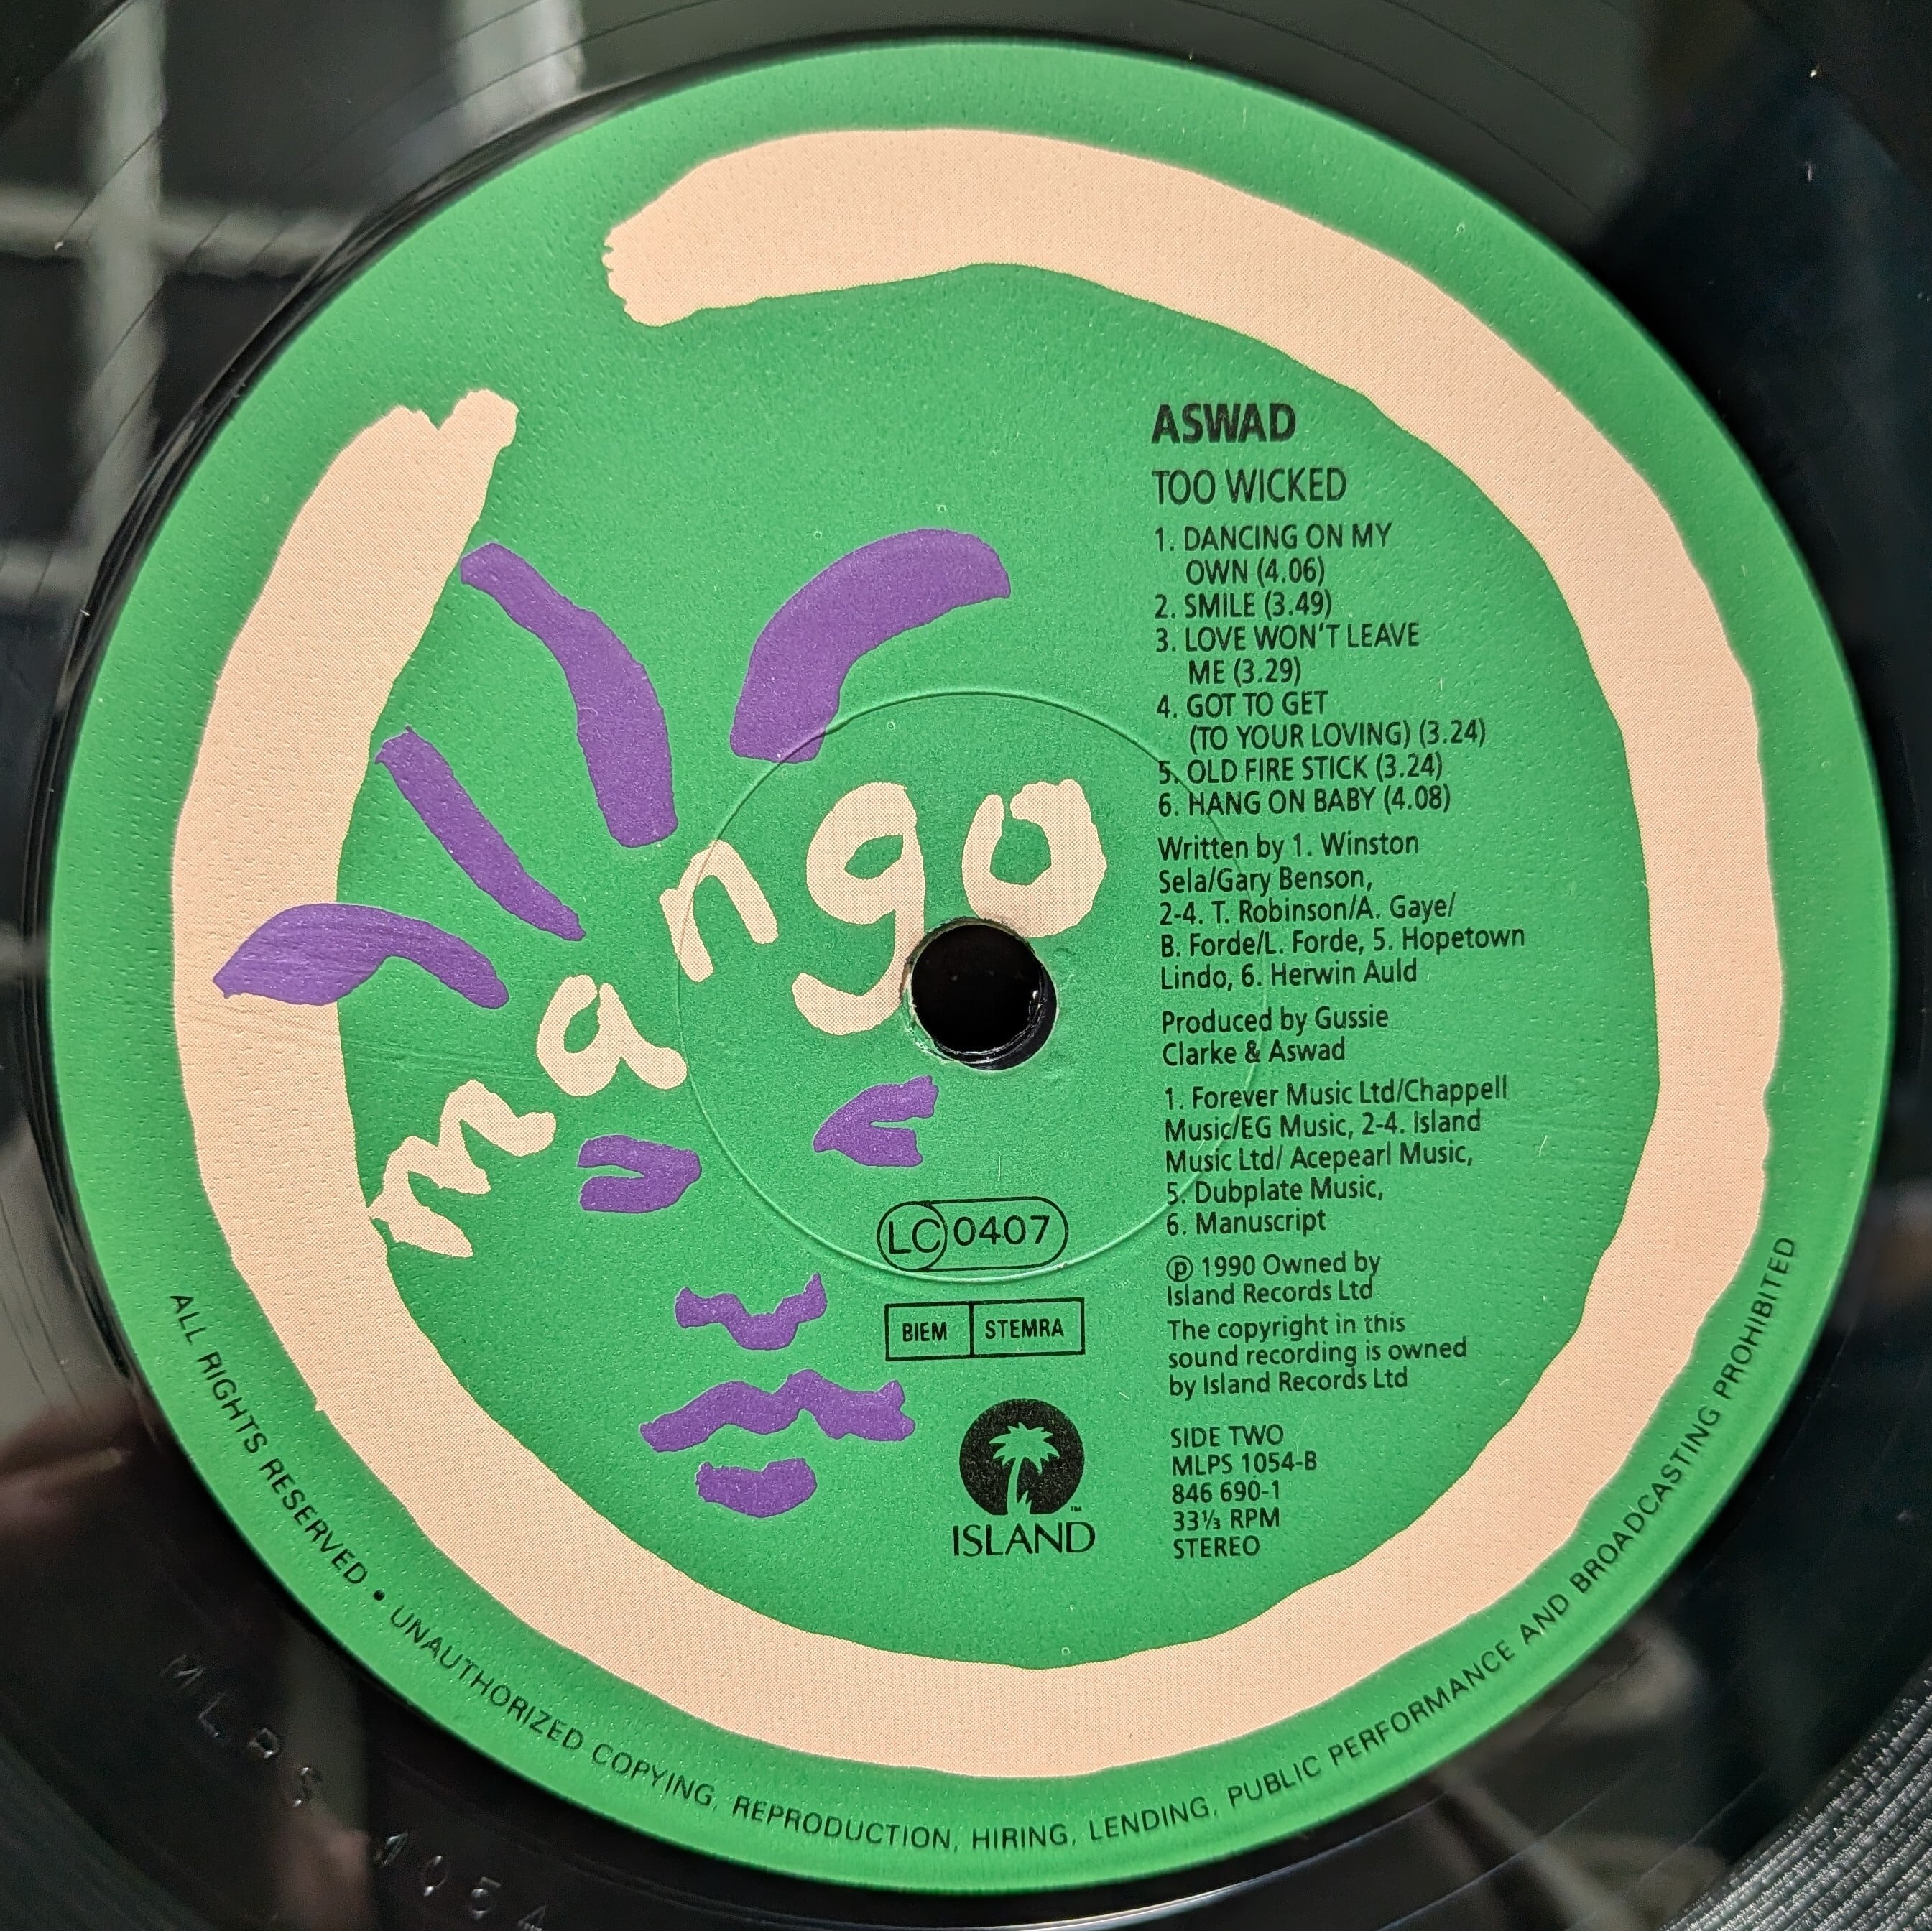 mango
ASWAD
TOO WICKED
1. DANCING ON MY
OWN (4.06)
2. SMILE (3.49)
3. LOVE WON'T LEAVE
ME (3.29)
4. GOT TO GET
(TO YOUR LOVING) (3.24)
5. OLD FIRE STICK (3.24)
6. HANG ON BABY (4.08)
Written by 1. Winston
Sela/Gary Benson,
2-4. T. Robinson/A. Gaye/
B. Forde/L. Forde, 5. Hopetown
Lindo, 6. Herwin Auld
Produced by Gussie
Clarke & Aswad
1. Forever Music Ltd/Chappell
Music/EG Music, 2-4. Island
Music Ltd/ Acepearl Music,
5. Dubplate Music,
6. Manuscript
℗ 1990 Owned by
Island Records Ltd
The copyright in this
sound recording is owned
by Island Records Ltd
SIDE TWO
MLPS 1054-B
846 690-1
33⅓ RPM
STEREO
LC 0407
BIEM STEMRA
™
ISLAND
ALL RIGHTS RESERVED • UNAUTHORIZED COPYING, REPRODUCTION, HIRING, LENDING, PUBLIC PERFORMANCE AND BROADCASTING PROHIBITED
MLPS 1054